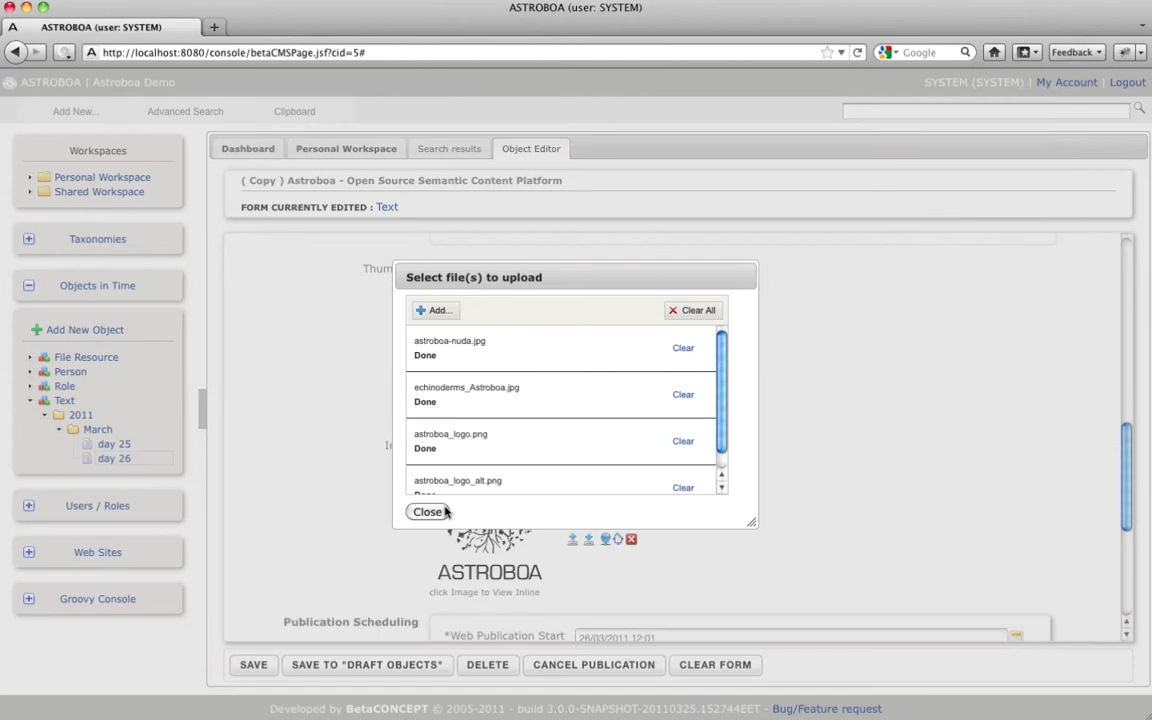 ASTROBOA (user: SYSTEM)
A ASTROBOA (user: SYSTEM)
A http://localhost:8080/console/betaCMSPage.jsf?cid=5#
Google
Feedback
ASTROBOA | Astroboa Demo
SYSTEM (SYSTEM) | My Account | Logout
Add New... Advanced Search Clipboard
Workspaces
Personal Workspace
Shared Workspace
Taxonomies
Objects in Time
Add New Object
File Resource
Person
Role
Text
2011
March
day 25
day 26
Users / Roles
Web Sites
Groovy Console
Dashboard Personal Workspace Search results Object Editor
( Copy ) Astroboa - Open Source Semantic Content Platform
FORM CURRENTLY EDITED : Text
Select file(s) to upload
Add... Clear All
astroboa-nuda.jpg
Done
Clear
echinoderms_Astroboa.jpg
Done
Clear
astroboa_logo.png
Done
Clear
astroboa_logo_alt.png
Clear
Close
ASTROBOA
click Image to View Inline
Publication Scheduling
*Web Publication Start 26/03/2011 12:01
SAVE SAVE TO "DRAFT OBJECTS" DELETE CANCEL PUBLICATION CLEAR FORM
Developed by BetaCONCEPT © 2005-2011 - build 3.0.0-SNAPSHOT-20110325.152744EET - Bug/Feature request